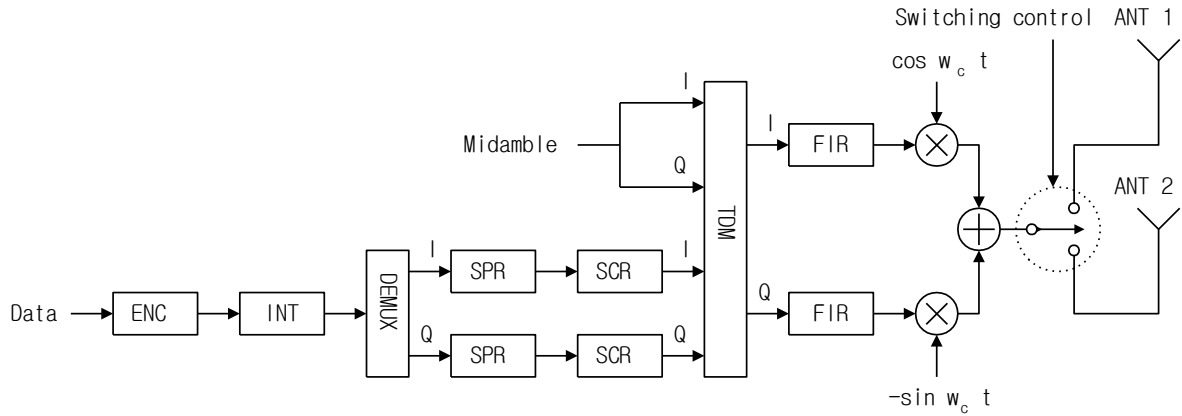 Switching control ANT 1
cos w_c t
I
Midamble
I
FIR
Q
ANT 2
TDM
I
SPR
SCR
I
DEMUX
Data
ENC
INT
Q
FIR
Q
SPR
SCR
Q
-sin w_c t